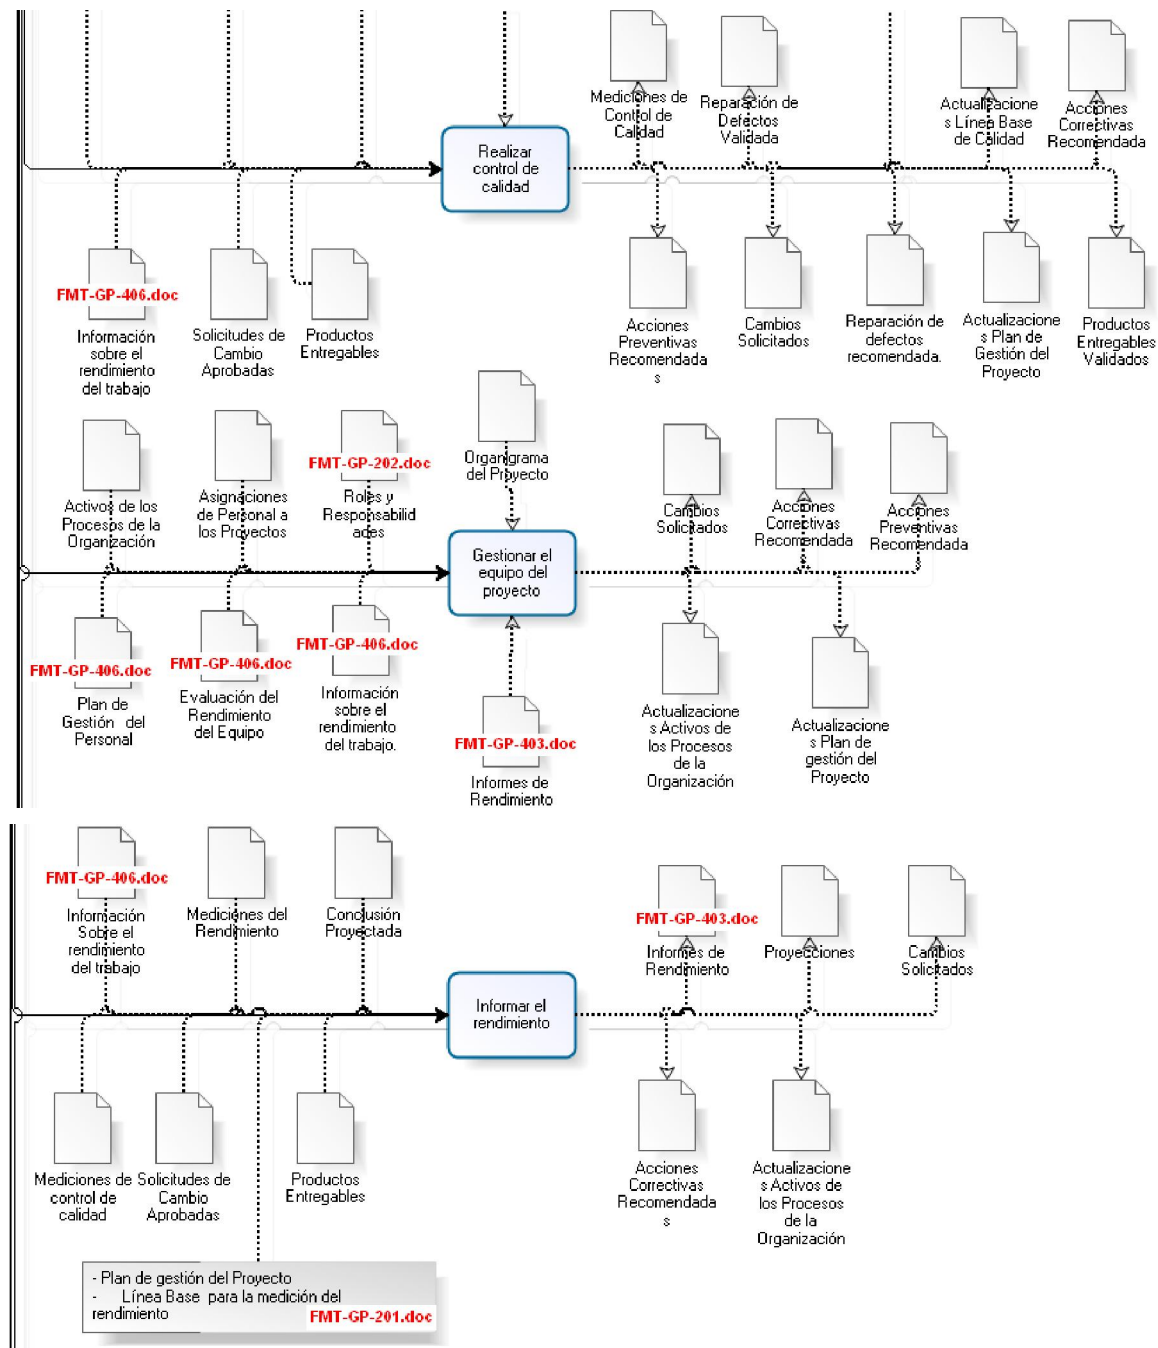 Mediciones de
Control de
Calidad
Reparación de
Defectos
Validada
Actualizacione
s Línea Base
de Calidad
Acciones
Correctivas
Recomendada
Realizar
control de
calidad
FMT-GP-406.doc
Información
sobre el
rendimiento
del trabajo
Solicitudes de
Cambio
Aprobadas
Productos
Entregables
Acciones
Preventivas
Recomendada
s
Cambios
Solicitados
Reparación de
defectos
recomendada.
Actualizacione
s Plan de
Gestión del
Proyecto
Productos
Entregables
Validados
Activos de los
Procesos de la
Organización
Asignaciones
de Personal a
los Proyectos
FMT-GP-202.doc
Roles y
Responsabilid
ades
Organigrama
del Proyecto
Cambios
Solicitados
Acciones
Correctivas
Recomendada
Acciones
Preventivas
Recomendada
Gestionar el
equipo del
proyecto
FMT-GP-406.doc
Plan de
Gestión del
Personal
FMT-GP-406.doc
Evaluación del
Rendimiento
del Equipo
FMT-GP-406.doc
Información
sobre el
rendimiento
del trabajo.
FMT-GP-403.doc
Informes de
Rendimiento
Actualizacione
s Activos de
los Procesos
de la
Organización
Actualizacione
s Plan de
gestión del
Proyecto
FMT-GP-406.doc
Información
Sobre el
rendimiento
del trabajo
Mediciones del
Rendimiento
Conclusión
Proyectada
FMT-GP-403.doc
Informes de
Rendimiento
Proyecciones
Cambios
Solicitados
Informar el
rendimiento
Mediciones de
control de
calidad
Solicitudes de
Cambio
Aprobadas
Productos
Entregables
Acciones
Correctivas
Recomendada
s
Actualizacione
s Activos de
los Procesos
de la
Organización
- Plan de gestión del Proyecto
- Línea Base para la medición del
rendimiento
FMT-GP-201.doc